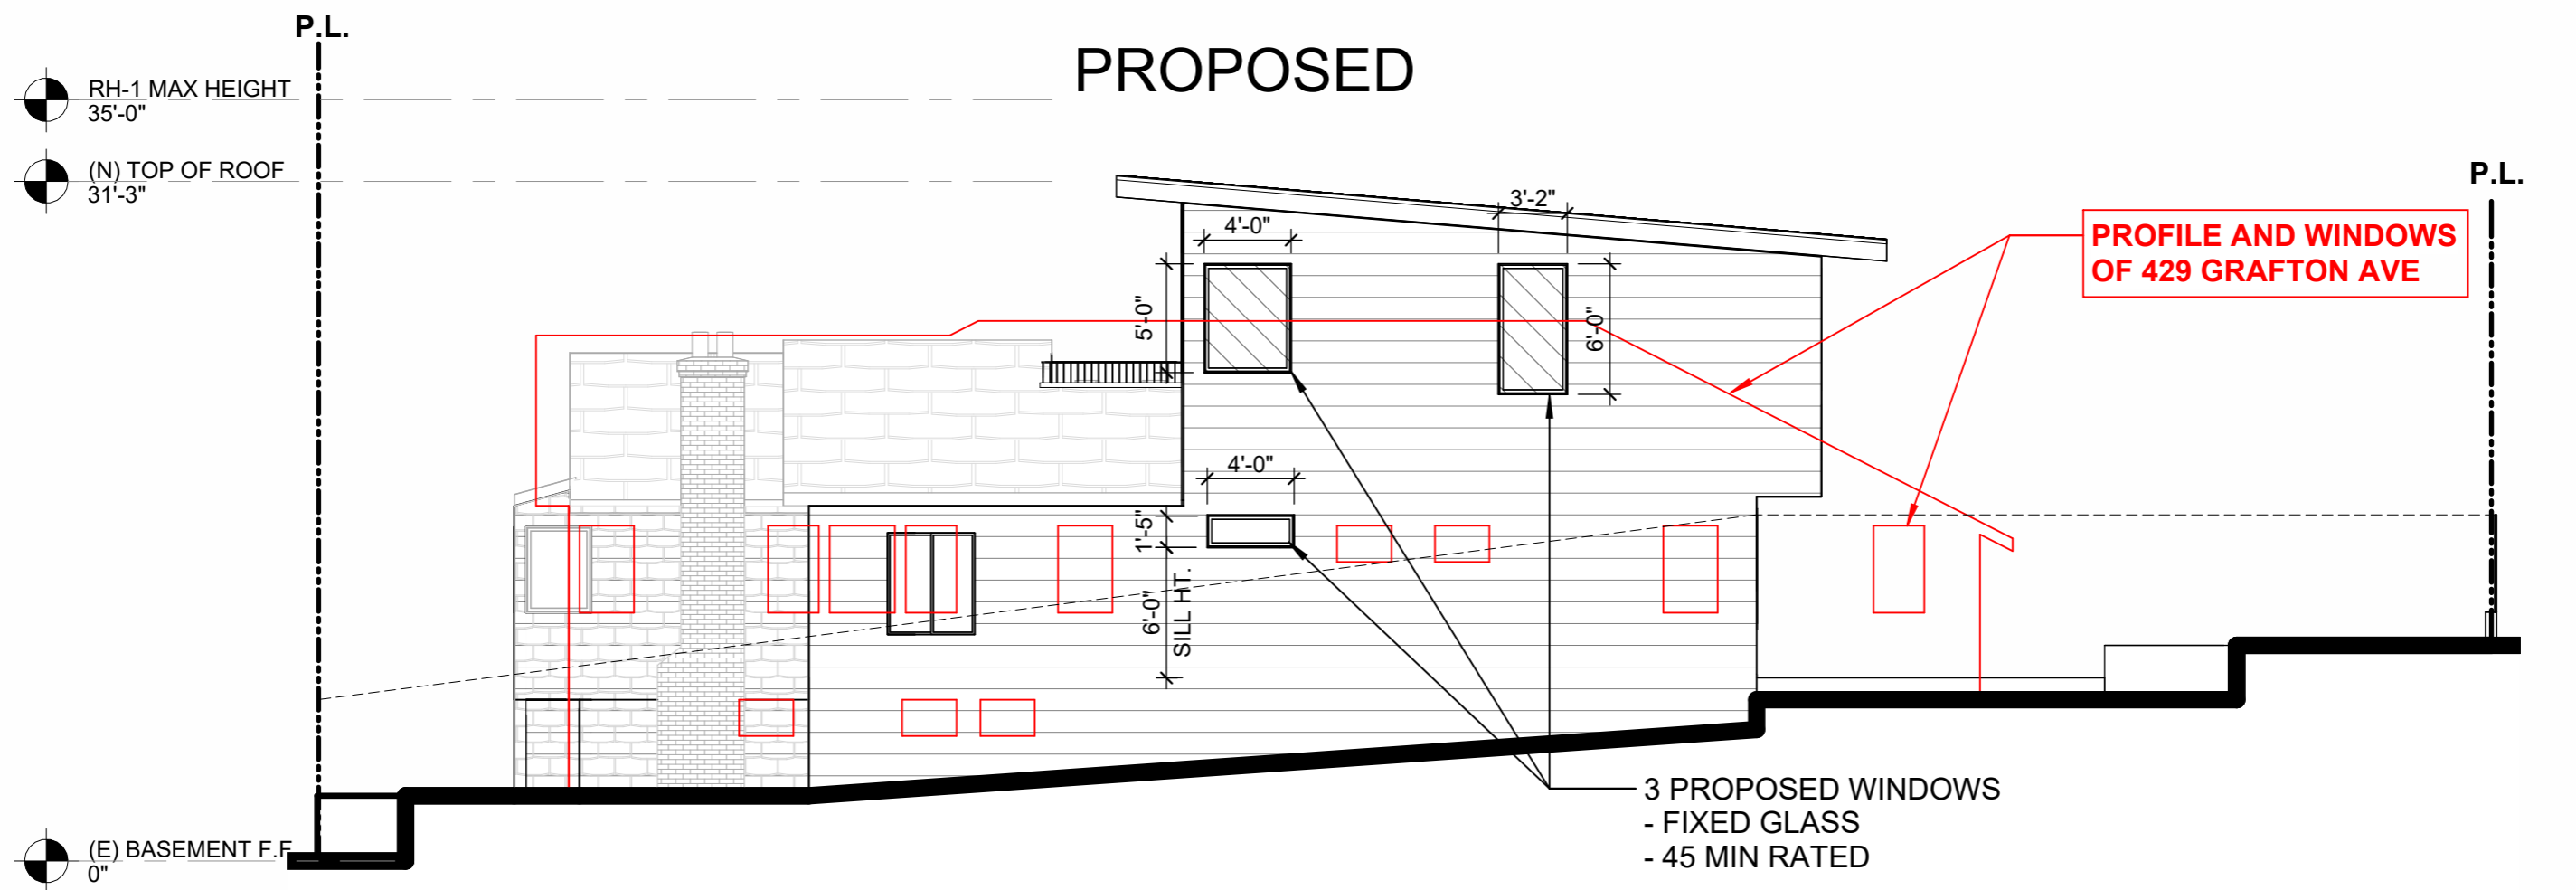 P.L.
PROPOSED
RH-1 MAX HEIGHT
35'-0"
(N) TOP OF ROOF
31'-3"
P.L.
3'-2"
4'-0"
PROFILE AND WINDOWS
OF 429 GRAFTON AVE
5'-0"
6'-0"
4'-0"
1'-5"
6'-0"
SILL HT.
3 PROPOSED WINDOWS
- FIXED GLASS
- 45 MIN RATED
(E) BASEMENT F.F.
0"